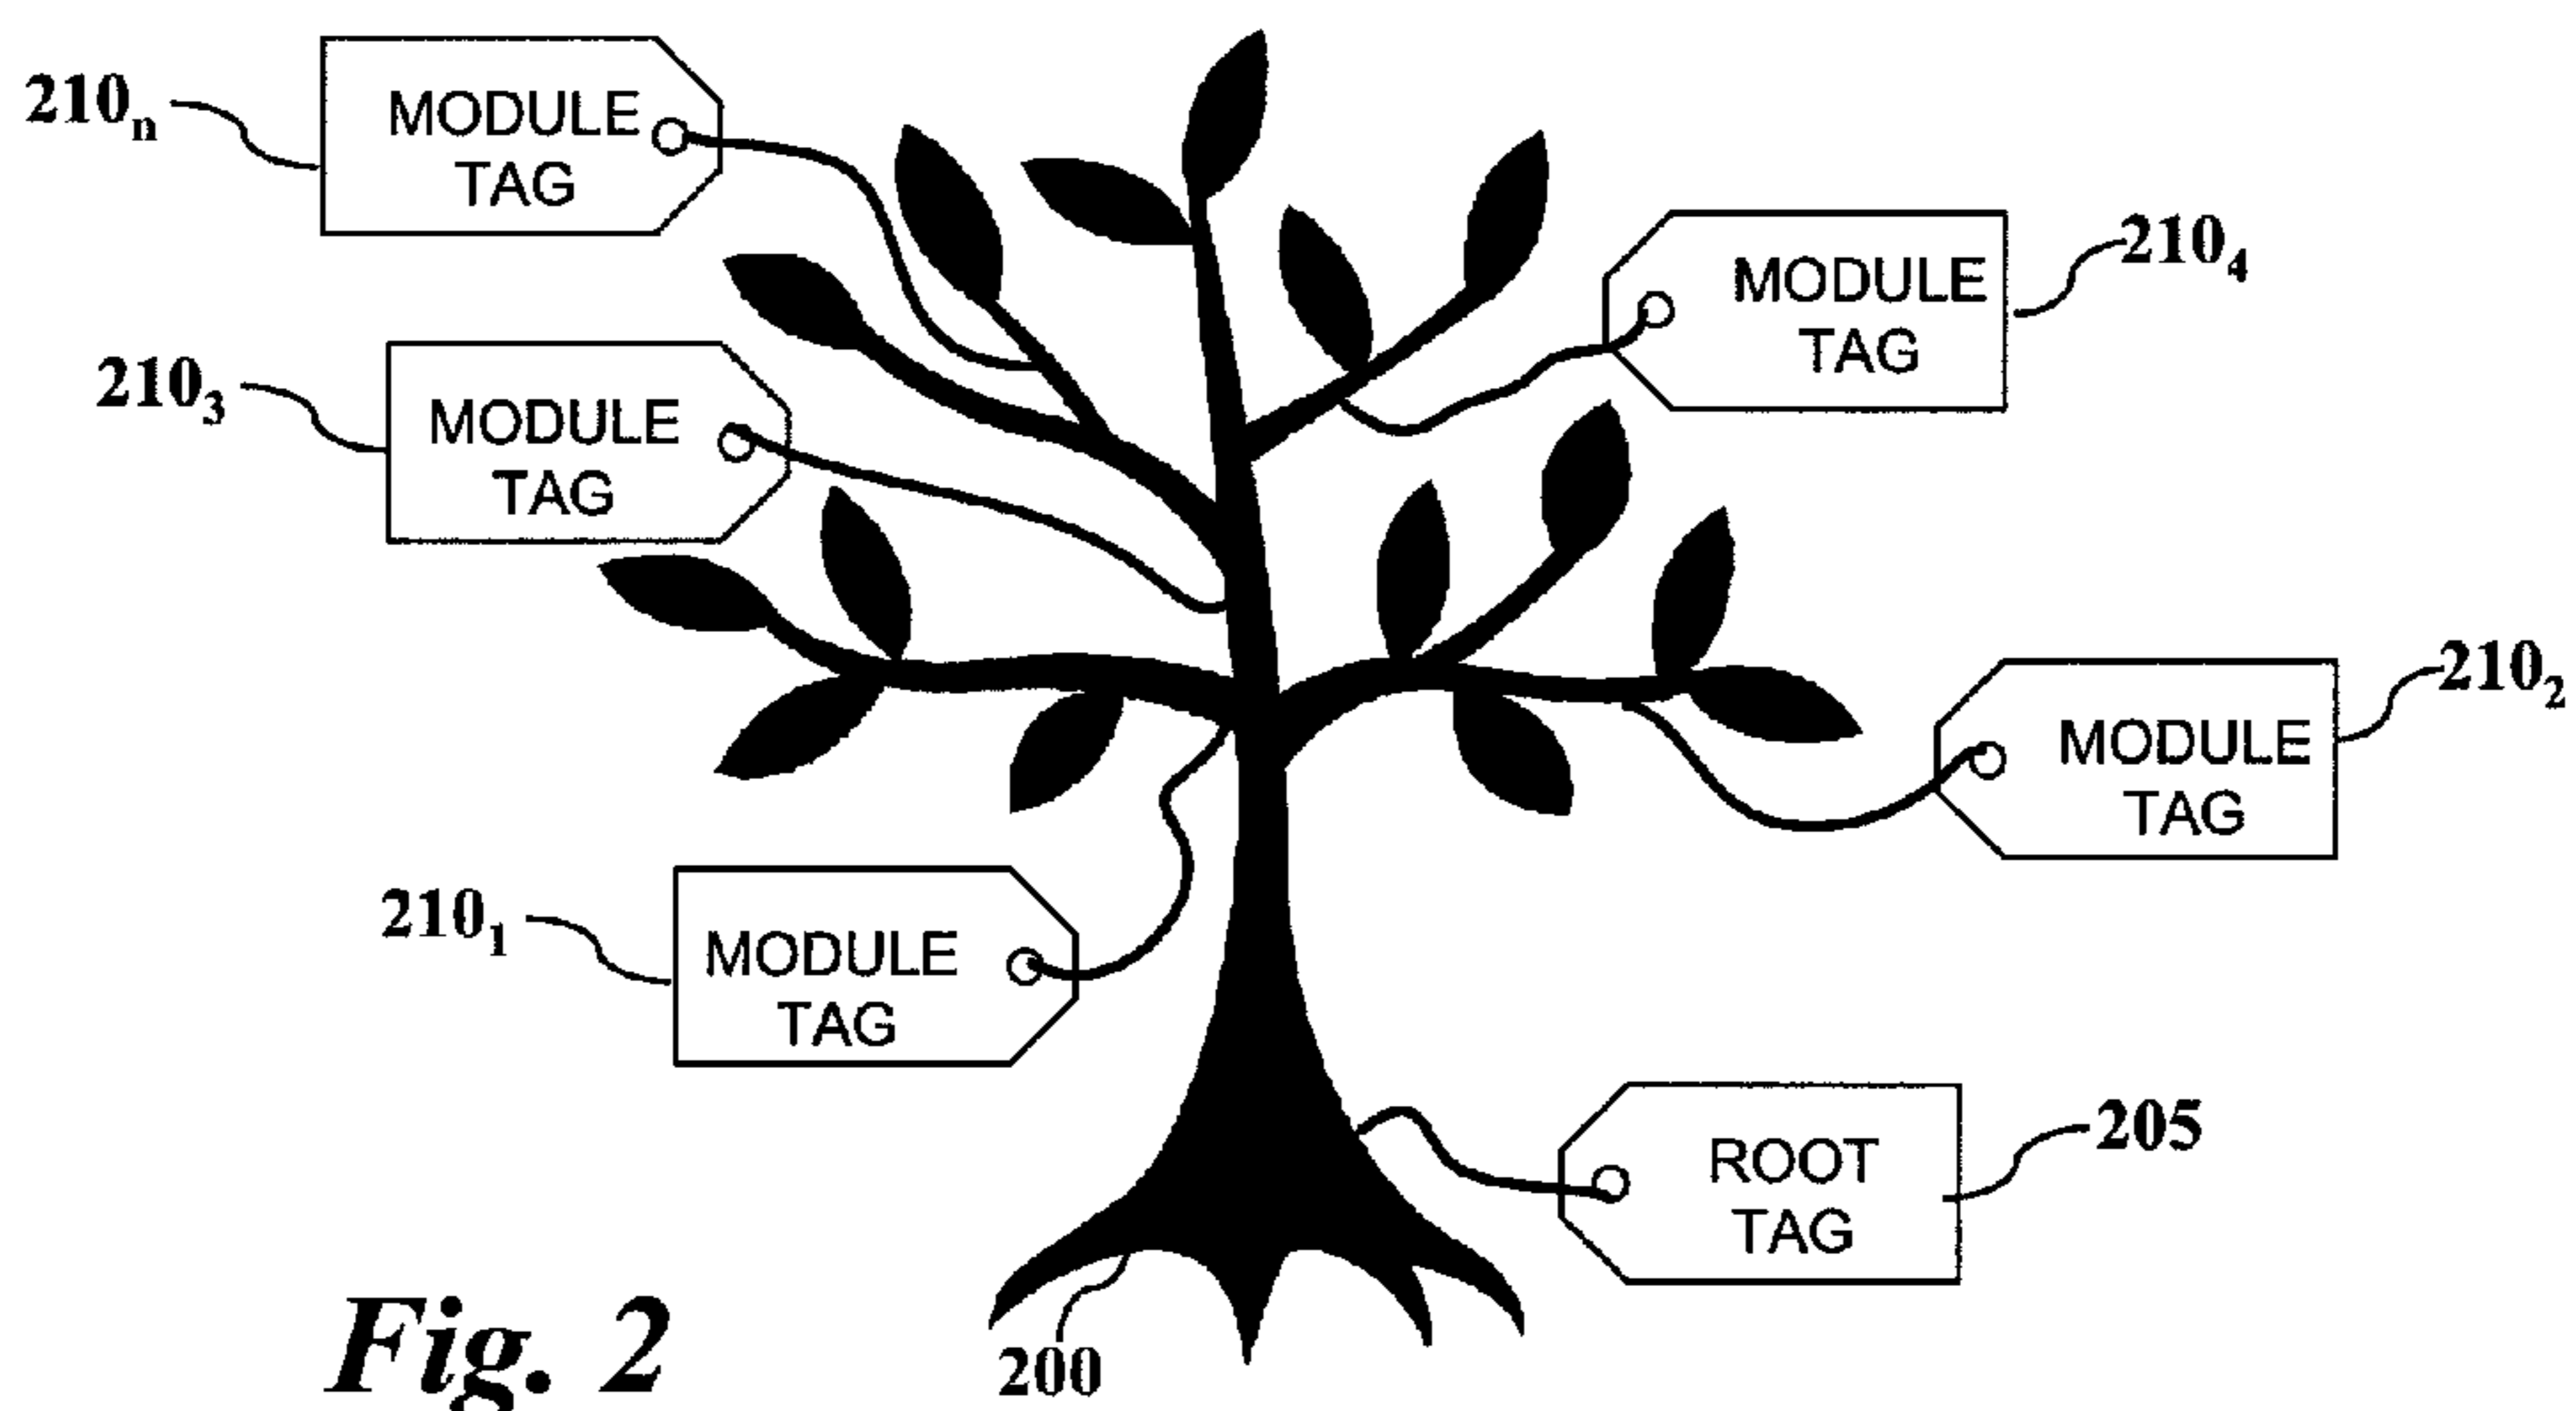 210n
MODULE
TAG
2104
MODULE
TAG
2103
MODULE
TAG
2102
MODULE
TAG
2101
MODULE
TAG
205
ROOT
TAG
200
Fig. 2